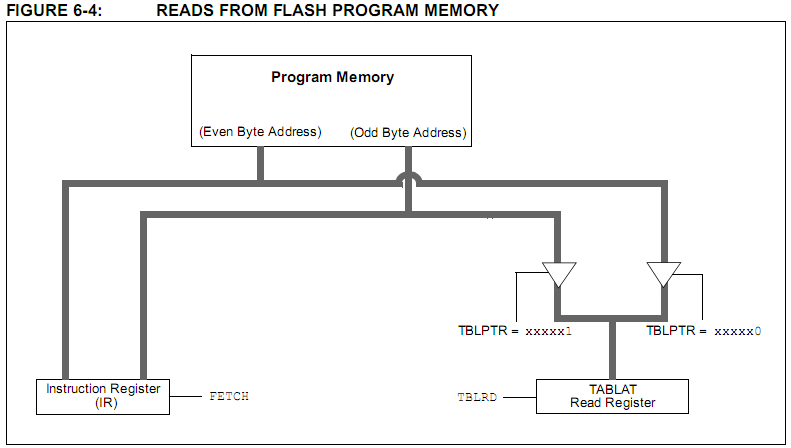 FIGURE 6-4: READS FROM FLASH PROGRAM MEMORY
Program Memory
(Even Byte Address) (Odd Byte Address)
TBLPTR = xxxxx1 TBLPTR = xxxxx0
Instruction Register
(IR)
FETCH
TBLRD
TABLAT
Read Register